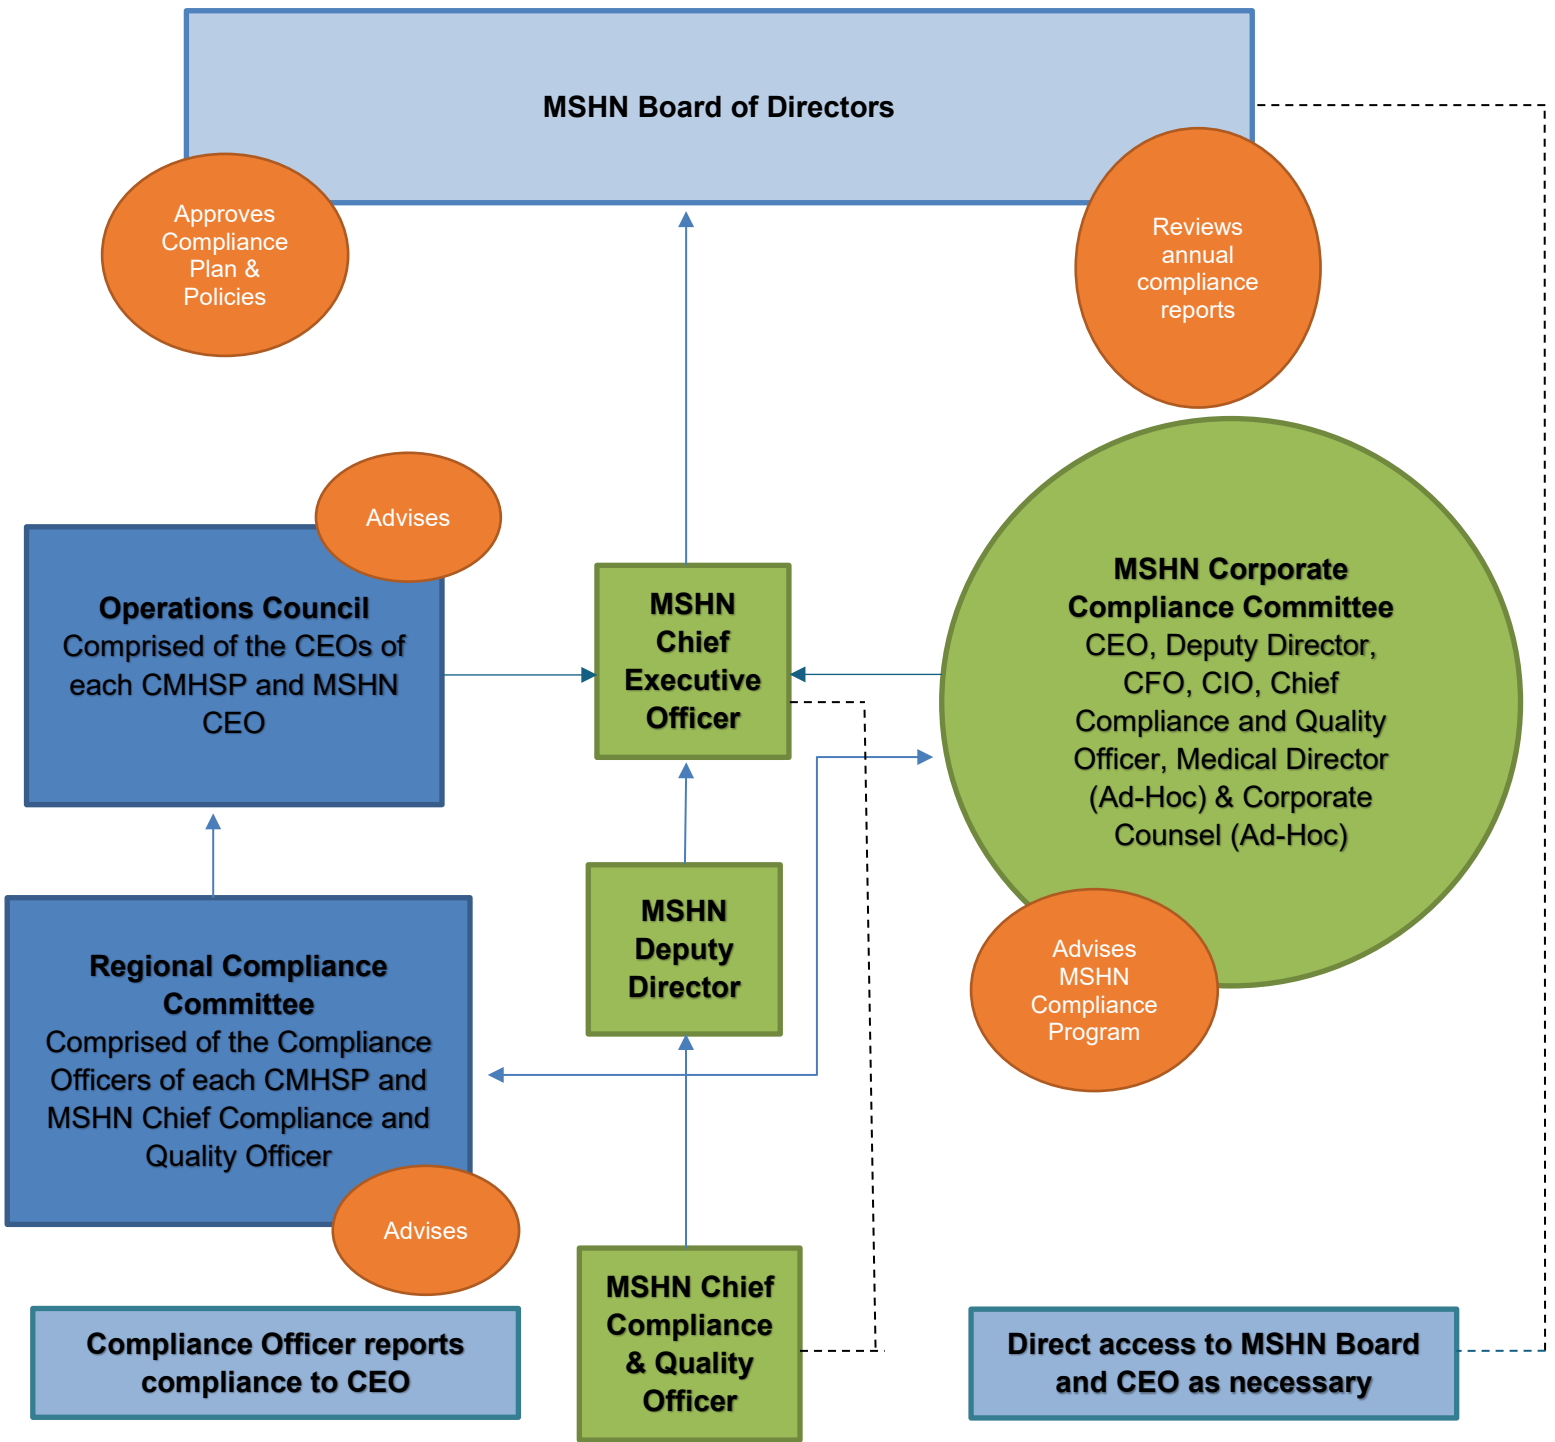 MSHN Board of Directors
Approves
Compliance
Plan &
Policies
Reviews
annual
compliance
reports
Advises
Operations Council
Comprised of the CEOs of
each CMHSP and MSHN
CEO
MSHN
Chief
Executive
Officer
MSHN Corporate
Compliance Committee
CEO, Deputy Director,
CFO, CIO, Chief
Compliance and Quality
Officer, Medical Director
(Ad-Hoc) & Corporate
Counsel (Ad-Hoc)
Regional Compliance
Committee
Comprised of the Compliance
Officers of each CMHSP and
MSHN Chief Compliance and
Quality Officer
MSHN
Deputy
Director
Advises
MSHN
Compliance
Program
Advises
Compliance Officer reports
compliance to CEO
MSHN Chief
Compliance
& Quality
Officer
Direct access to MSHN Board
and CEO as necessary